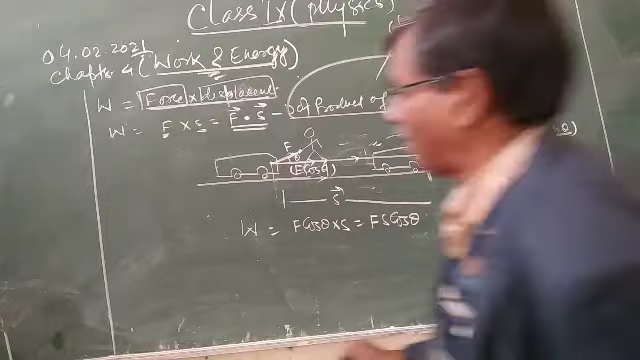 Class IX (Physics)
04.02.2021
Chapter 4 (Work & Energy)
W = Force x displacement
W = F x s = F . s - Dot Product of
F
(F cosθ)
s
W = F cosθ x s = F s cosθ